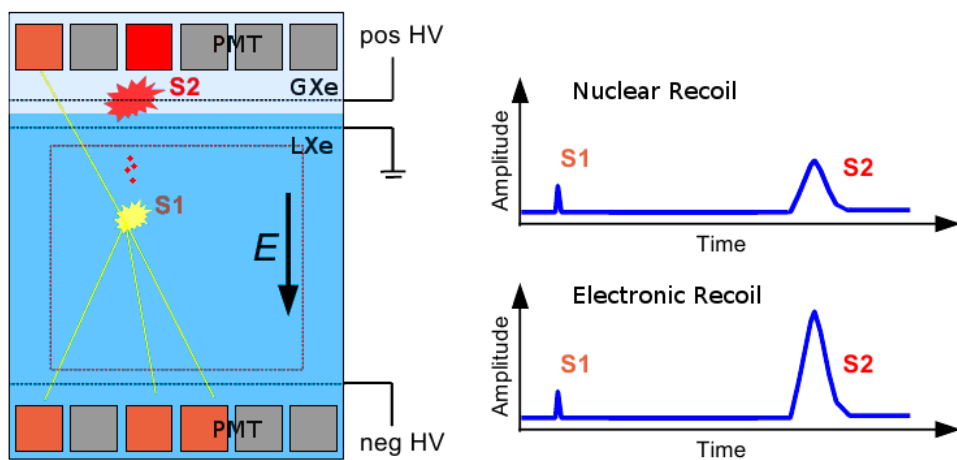 PMT
pos HV
S2
GXe
LXe
S1
E
PMT
neg HV
Nuclear Recoil
Amplitude
S1
S2
Time
Electronic Recoil
Amplitude
S1
S2
Time